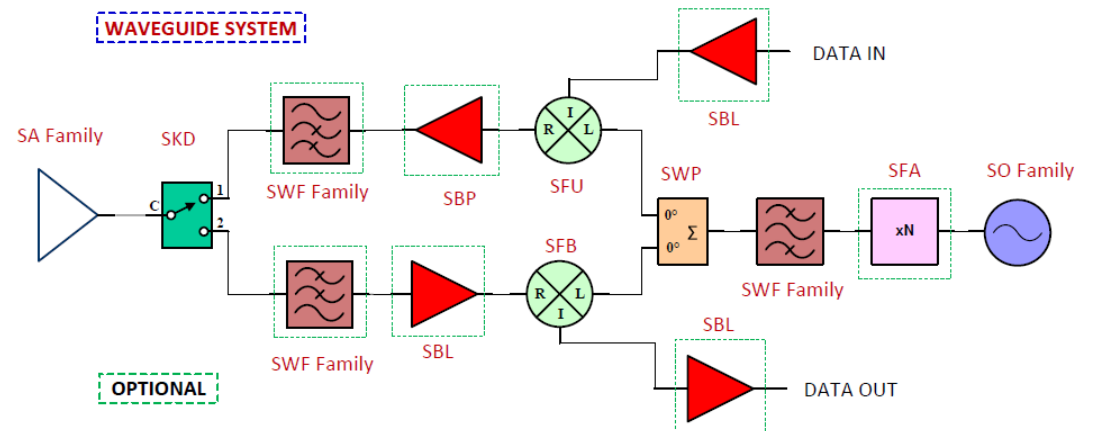 WAVEGUIDE SYSTEM
DATA IN
SBL
SA Family
SKD
SWF Family
SBP
I
R
L
SFU
SWP
SFA
SO Family
C
1
2
0°
0°
Σ
xN
SWF Family
SFB
R
L
I
SWF Family
SBL
SBL
OPTIONAL
DATA OUT